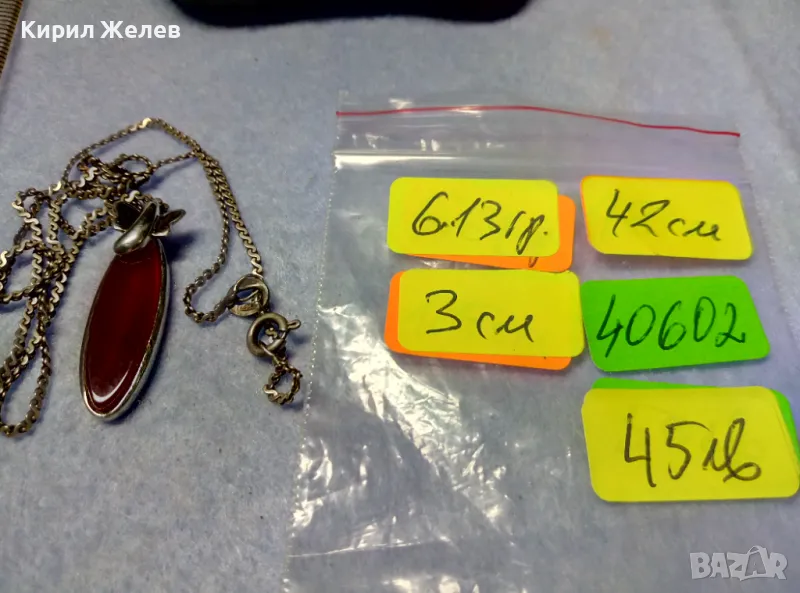 Кирил Желев
6.13гр.
42см
3см
40602
45лв
BAZAR